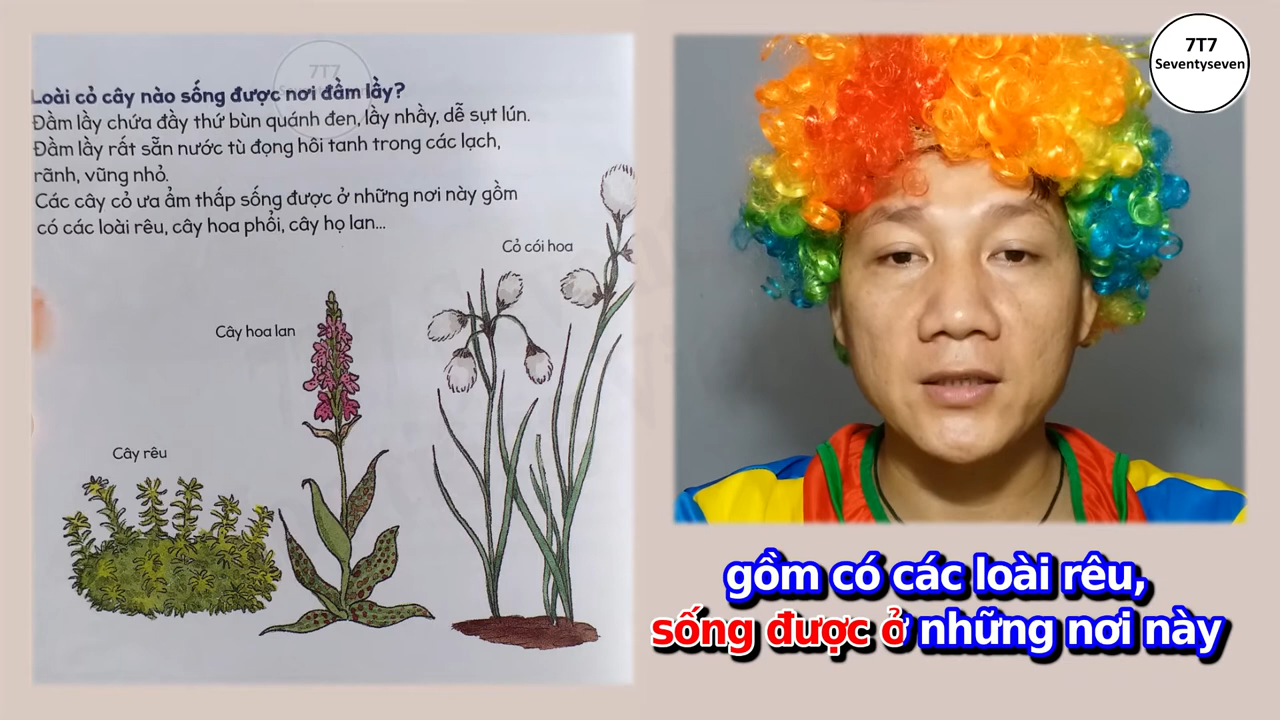 Loài cỏ cây nào sống được nơi đầm lầy?
Đầm lầy chứa đầy thứ bùn quánh đen, lầy nhầy, dễ sụt lún.
Đầm lầy rất sẵn nước tù đọng hôi tanh trong các lạch,
rãnh, vũng nhỏ.
Các cây cỏ ưa ẩm thấp sống được ở những nơi này gồm
có các loài rêu, cây hoa phổi, cây họ lan...
Cỏ cói hoa
Cây hoa lan
Cây rêu
7T7
Seventyseven
7T7
Seventyseven
gồm có các loài rêu,
sống được ở những nơi này